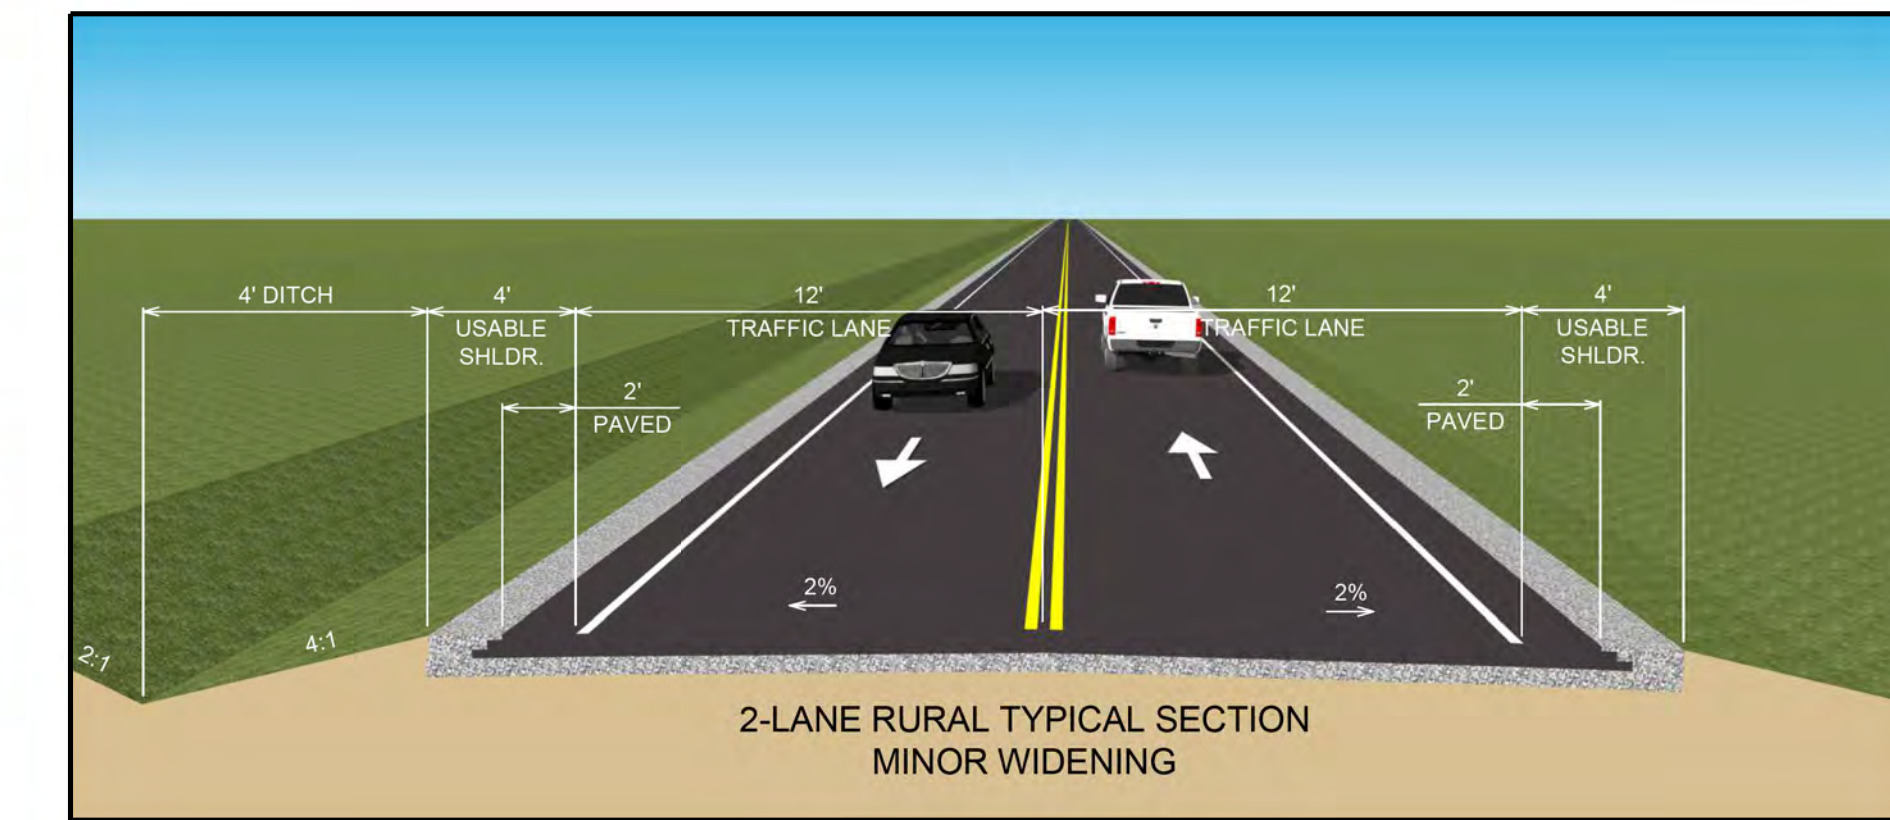 4' DITCH
4'
USABLE
SHLDR.
12'
TRAFFIC LANE
12'
TRAFFIC LANE
4'
USABLE
SHLDR.
2'
PAVED
2'
PAVED
2%
2%
2:1
4:1
2-LANE RURAL TYPICAL SECTION
MINOR WIDENING